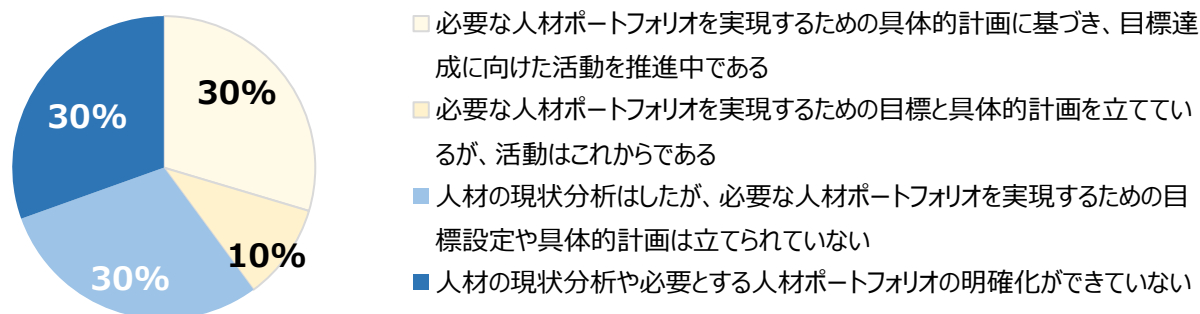 30%
30%
10%
30%
必要な人材ポートフォリオを実現するための具体的計画に基づき、目標達
成に向けた活動を推進中である
必要な人材ポートフォリオを実現するための目標と具体的計画を立ててい
るが、活動はこれからである
人材の現状分析はしたが、必要な人材ポートフォリオを実現するための目
標設定や具体的計画は立てられていない
人材の現状分析や必要とする人材ポートフォリオの明確化ができていない